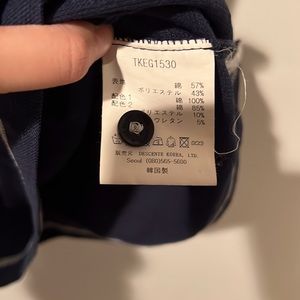 TKEG1530
表地 綿 57%
ポリエステル 43%
配色1 綿 100%
配色2 綿 85%
ポリエステル 10%
ポリウレタン 5%
販売元 DESCENTE KOREA, LTD.
Seoul (080)565-5600
韓国製